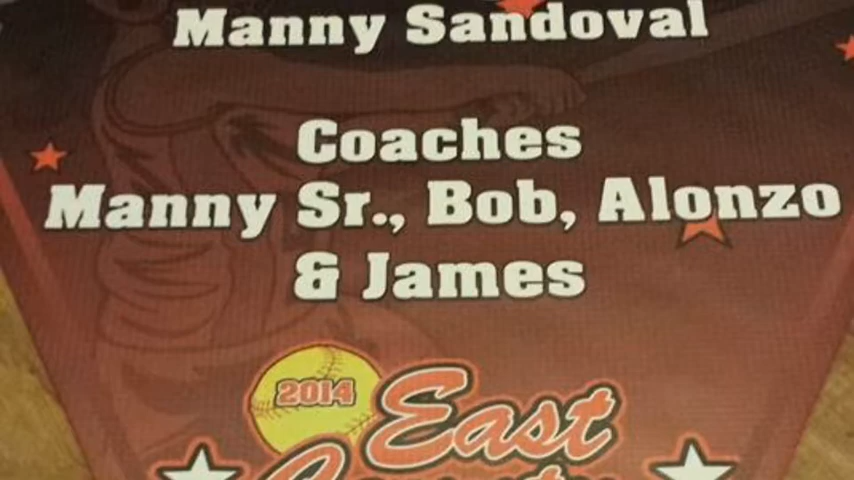 Manny Sandoval
Coaches
Manny Sr., Bob, Alonzo
& James
2014
East